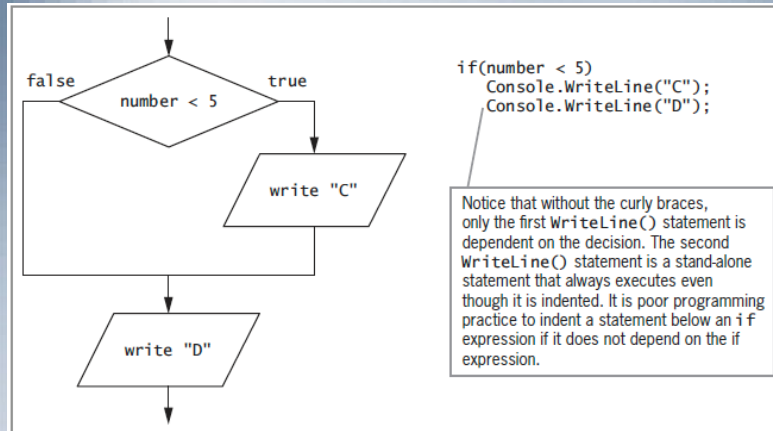 false
true
number < 5
write "C"
write "D"
if(number < 5)
Console.WriteLine("C");
Console.WriteLine("D");
Notice that without the curly braces,
only the first WriteLine() statement is
dependent on the decision. The second
WriteLine() statement is a stand-alone
statement that always executes even
though it is indented. It is poor programming
practice to indent a statement below an if
expression if it does not depend on the if
expression.